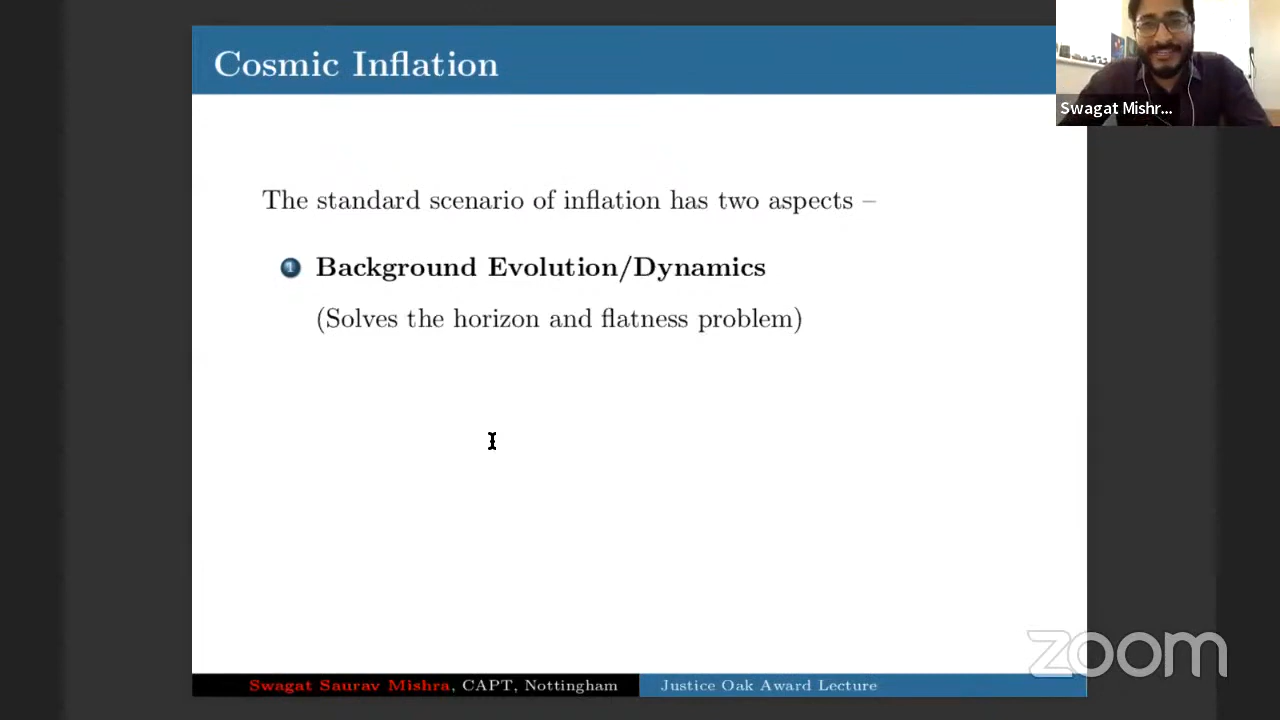 Cosmic Inflation
Swagat Mishr...
The standard scenario of inflation has two aspects –
1 Background Evolution/Dynamics
(Solves the horizon and flatness problem)
zoom
Swagat Saurav Mishra, CAPT, Nottingham
Justice Oak Award Lecture